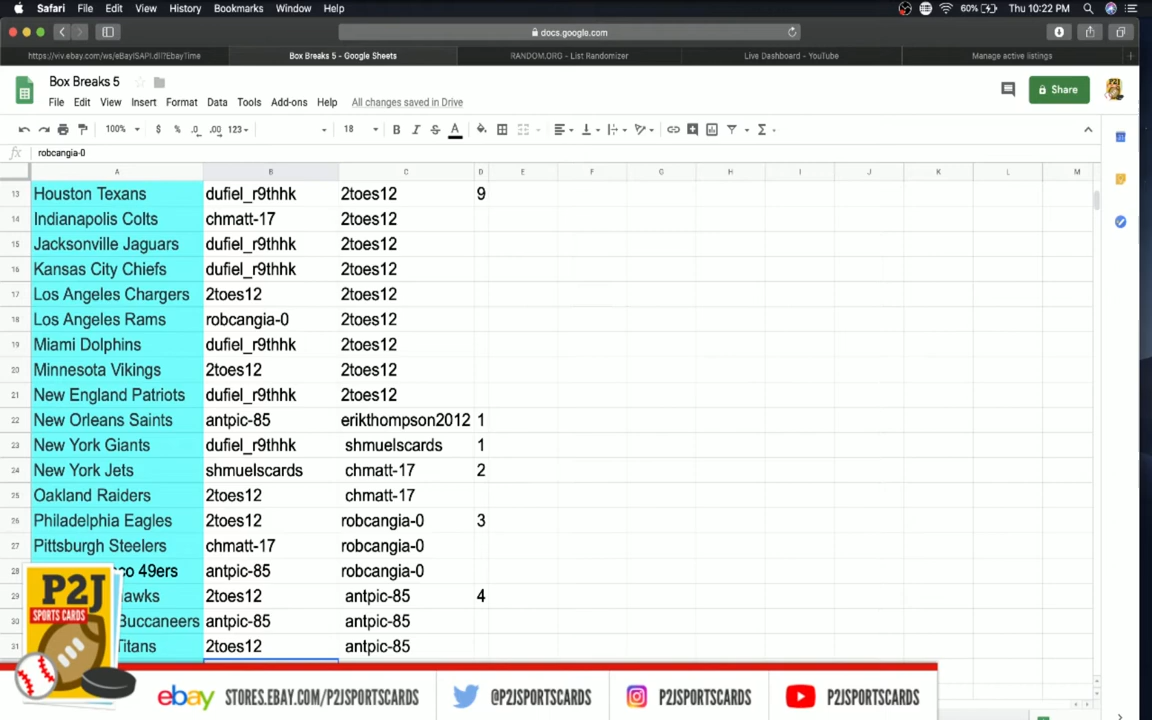 Safari File Edit View History Bookmarks Window Help 60% Thu 10:22 PM
docs.google.com
https://viv.ebay.com/ws/eBayISAPI.dll?EbayTime Box Breaks 5 - Google Sheets RANDOM.ORG - List Randomizer Live Dashboard - YouTube Manage active listings
Box Breaks 5
File Edit View Insert Format Data Tools Add-ons Help All changes saved in Drive
Share
100% $ % .0 .00 123 18 B I S A
fx robcangia-0
A B C D E F G H I J K L M
13 Houston Texans dufiel_r9thhk 2toes12 9
14 Indianapolis Colts chmatt-17 2toes12
15 Jacksonville Jaguars dufiel_r9thhk 2toes12
16 Kansas City Chiefs dufiel_r9thhk 2toes12
17 Los Angeles Chargers 2toes12 2toes12
18 Los Angeles Rams robcangia-0 2toes12
19 Miami Dolphins dufiel_r9thhk 2toes12
20 Minnesota Vikings 2toes12 2toes12
21 New England Patriots dufiel_r9thhk 2toes12
22 New Orleans Saints antpic-85 erikthompson2012 1
23 New York Giants dufiel_r9thhk shmuelscards 1
24 New York Jets shmuelscards chmatt-17 2
25 Oakland Raiders 2toes12 chmatt-17
26 Philadelphia Eagles 2toes12 robcangia-0 3
27 Pittsburgh Steelers chmatt-17 robcangia-0
28 co 49ers antpic-85 robcangia-0
29 awks 2toes12 antpic-85 4
30 Buccaneers antpic-85 antpic-85
31 Titans 2toes12 antpic-85
P2J
SPORTS CARDS
ebay STORES.EBAY.COM/P2JSPORTSCARDS @P2JSPORTSCARDS P2JSPORTSCARDS P2JSPORTSCARDS